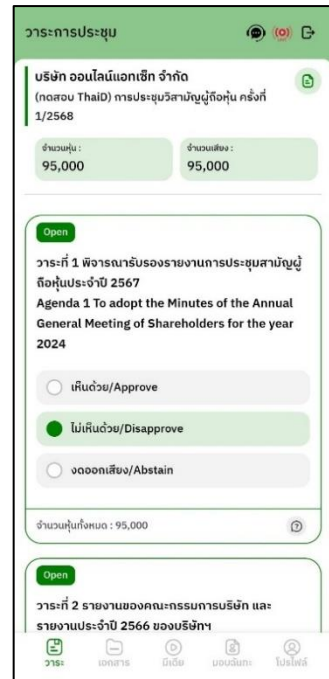 วาระการประชุม
บริษัท ออนไลน์แอทเซ็ท จำกัด
(ทดสอบ ThaiD) การประชุมวิสามัญผู้ถือหุ้น ครั้งที่
1/2568
จำนวนหุ้น :
95,000
จำนวนเสียง :
95,000
Open
วาระที่ 1 พิจารณารับรองรายงานการประชุมสามัญผู้
ถือหุ้นประจำปี 2567
Agenda 1 To adopt the Minutes of the Annual
General Meeting of Shareholders for the year
2024
เห็นด้วย/Approve
ไม่เห็นด้วย/Disapprove
งดออกเสียง/Abstain
จำนวนหุ้นทั้งหมด : 95,000
Open
วาระที่ 2 รายงานของคณะกรรมการบริษัท และ
รายงานประจำปี 2566 ของบริษัทฯ
วาระ
เอกสาร
มีเดีย
มอบฉันทะ
โปรไฟล์